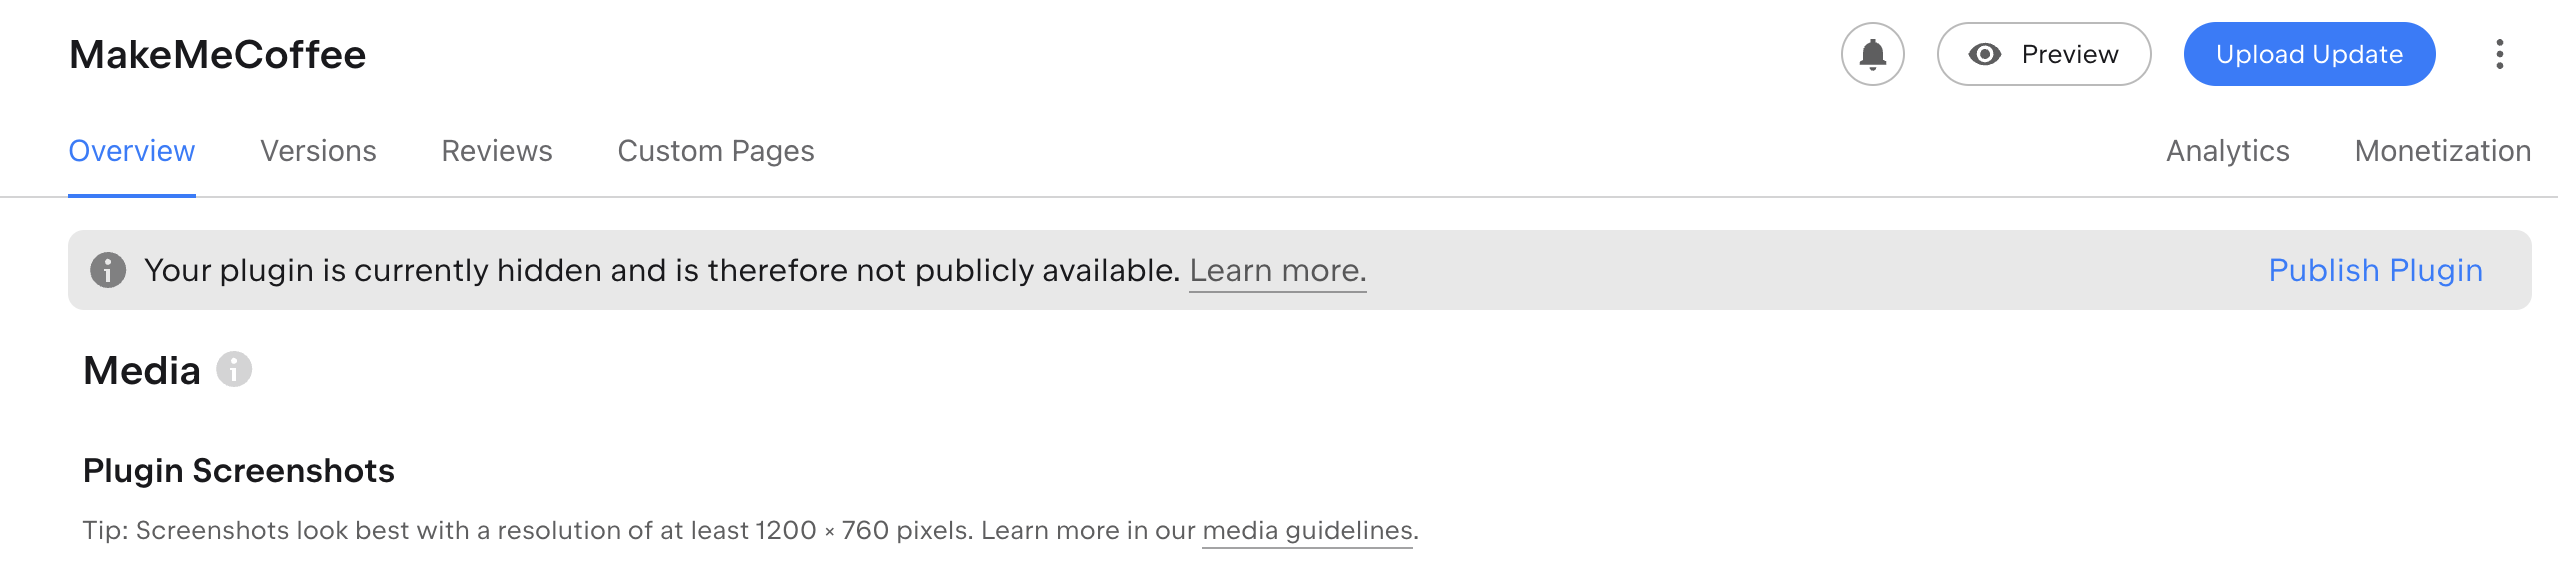 MakeMeCoffee
Preview
Upload Update
Overview
Versions
Reviews
Custom Pages
Analytics
Monetization
Your plugin is currently hidden and is therefore not publicly available. Learn more.
Publish Plugin
Media
Plugin Screenshots
Tip: Screenshots look best with a resolution of at least 1200 × 760 pixels. Learn more in our media guidelines.